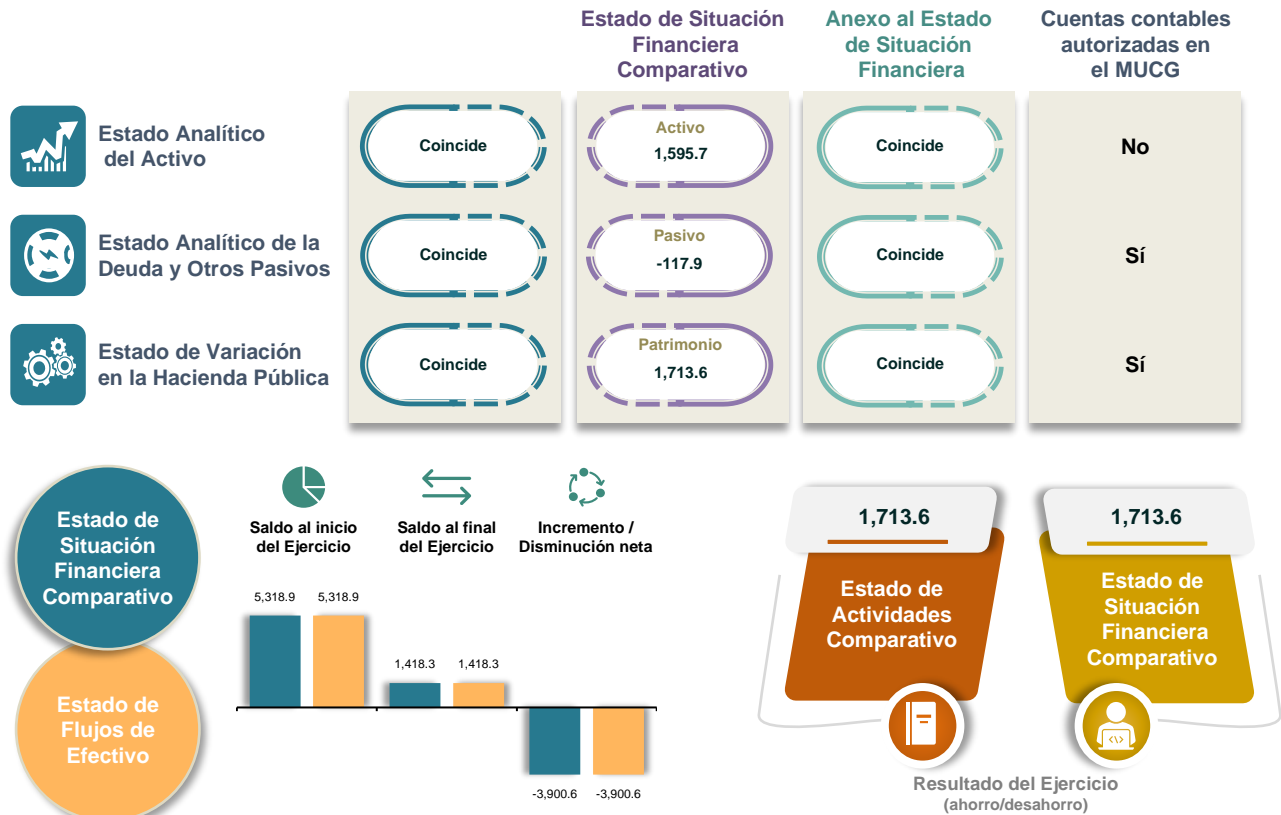 Estado de Situación
Financiera
Comparativo
Anexo al Estado
de Situación
Financiera
Cuentas contables
autorizadas en
el MUCG
Estado Analítico
del Activo
Coincide
Activo
1,595.7
Coincide
No
Estado Analítico de la
Deuda y Otros Pasivos
Coincide
Pasivo
-117.9
Coincide
Sí
Estado de Variación
en la Hacienda Pública
Coincide
Patrimonio
1,713.6
Coincide
Sí
Estado de
Situación
Financiera
Comparativo
Estado de
Flujos de
Efectivo
Saldo al inicio
del Ejercicio
Saldo al final
del Ejercicio
Incremento /
Disminución neta
5,318.9 5,318.9
1,418.3 1,418.3
-3,900.6 -3,900.6
1,713.6
Estado de
Actividades
Comparativo
1,713.6
Estado de
Situación
Financiera
Comparativo
Resultado del Ejercicio
(ahorro/desahorro)